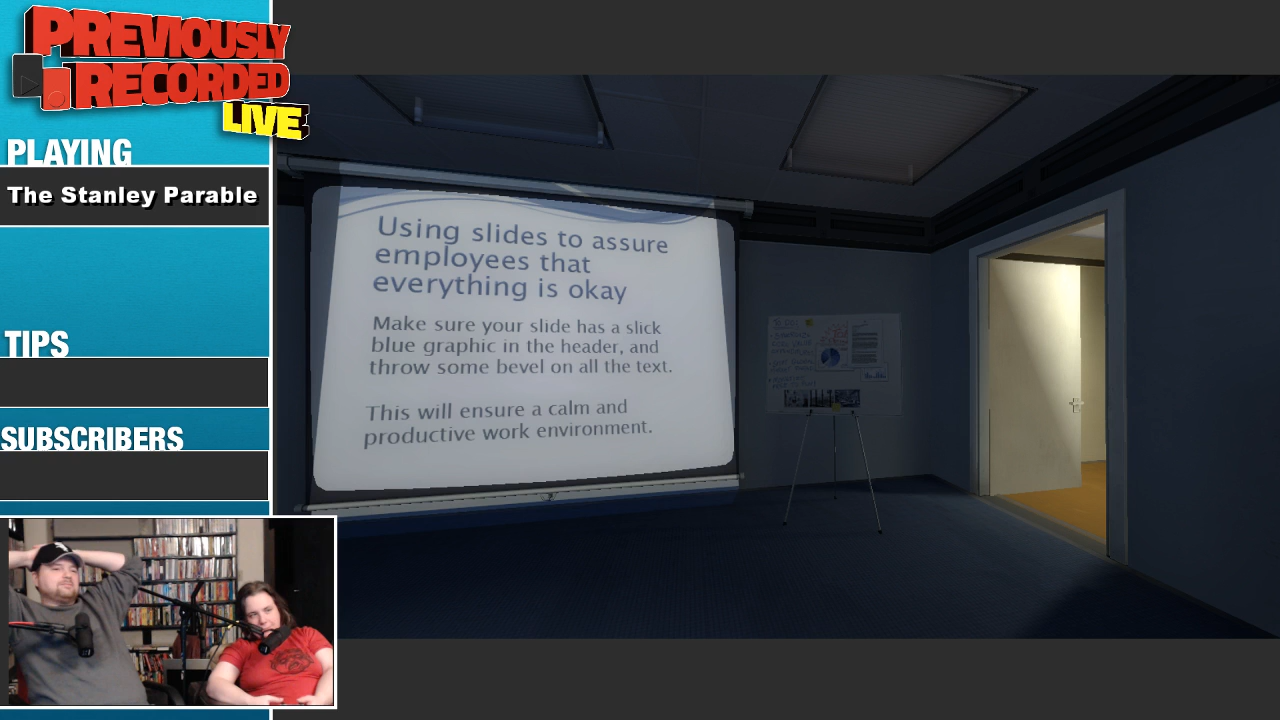 PREVIOUSLY
RECORDED
LIVE
PLAYING
The Stanley Parable
TIPS
SUBSCRIBERS
Using slides to assure
employees that
everything is okay
Make sure your slide has a slick
blue graphic in the header, and
throw some bevel on all the text.
This will ensure a calm and
productive work environment.
TO DO: